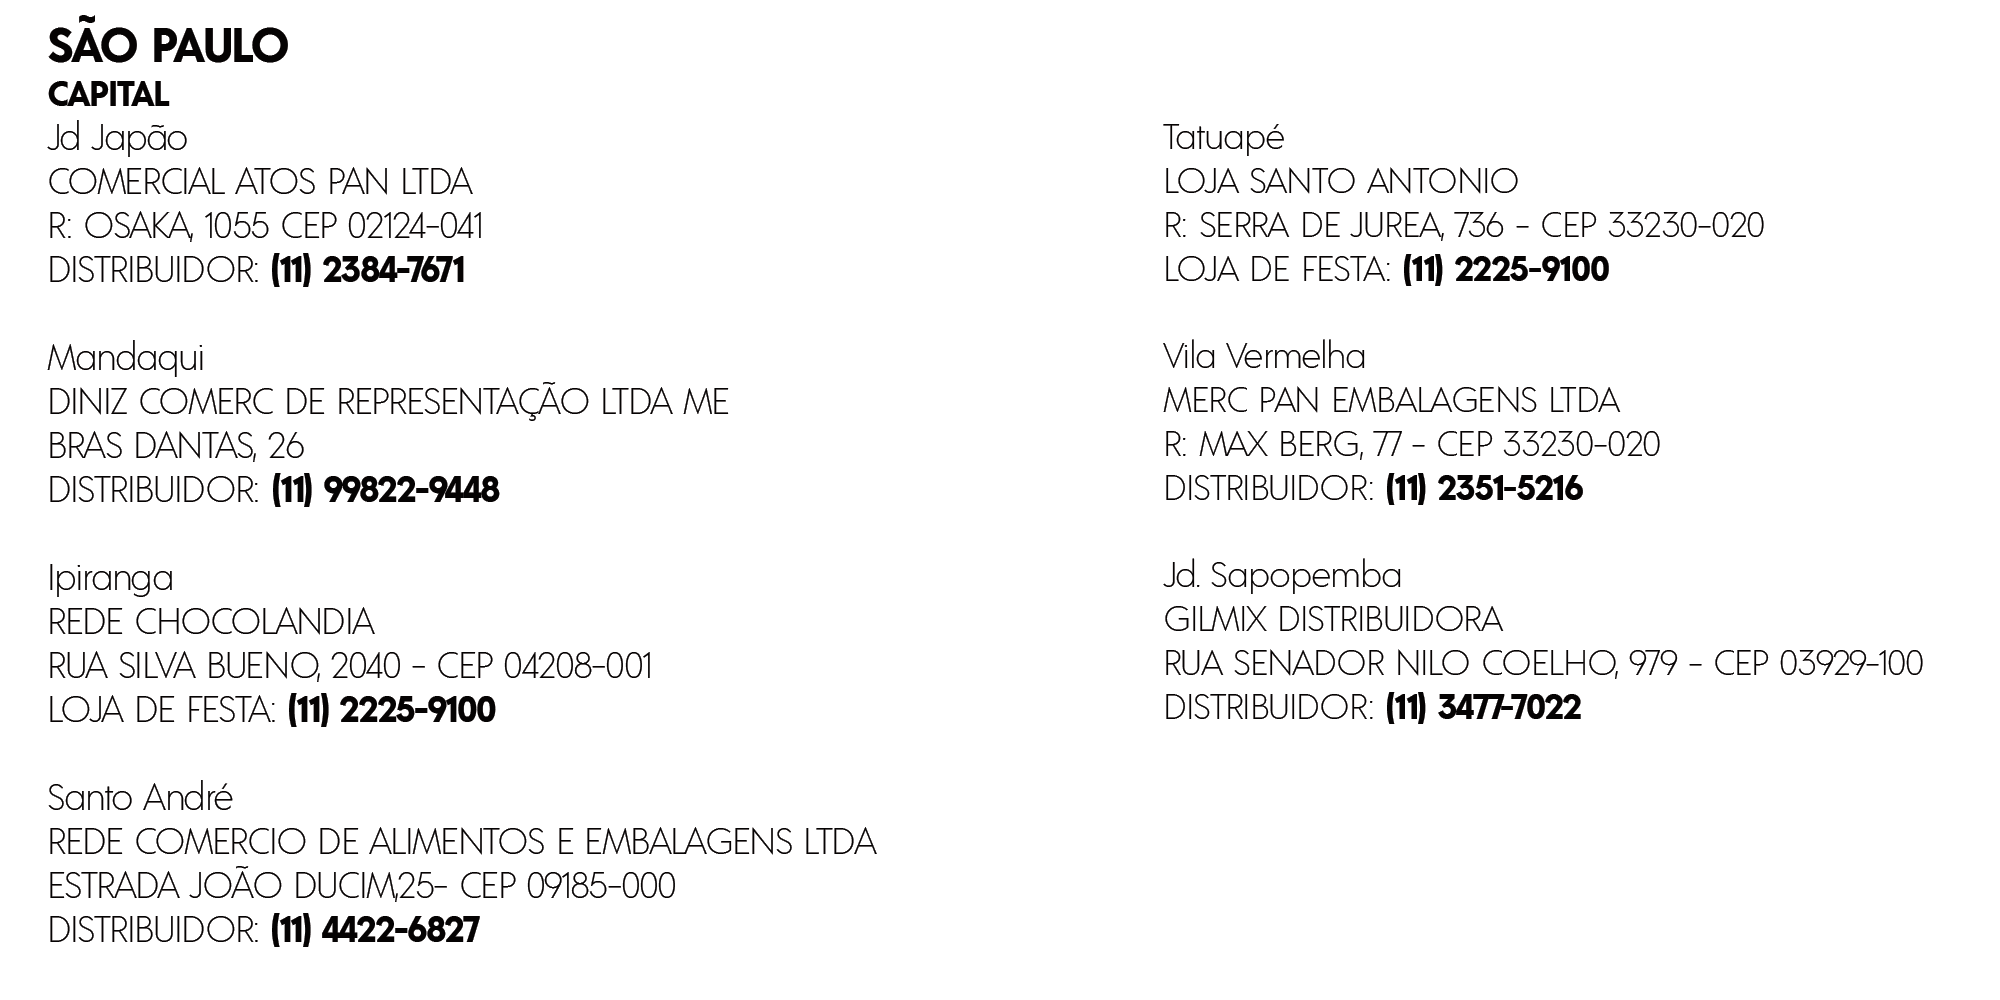 SÃO PAULO
CAPITAL
Jd Japão
COMERCIAL ATOS PAN LTDA
R: OSAKA, 1055 CEP 02124-041
DISTRIBUIDOR: (11) 2384-7671
Mandaqui
DINIZ COMERC DE REPRESENTAÇÃO LTDA ME
BRAS DANTAS, 26
DISTRIBUIDOR: (11) 99822-9448
Ipiranga
REDE CHOCOLANDIA
RUA SILVA BUENO, 2040 - CEP 04208-001
LOJA DE FESTA: (11) 2225-9100
Santo André
REDE COMERCIO DE ALIMENTOS E EMBALAGENS LTDA
ESTRADA JOÃO DUCIM,25- CEP 09185-000
DISTRIBUIDOR: (11) 4422-6827
Tatuapé
LOJA SANTO ANTONIO
R: SERRA DE JUREA, 736 - CEP 33230-020
LOJA DE FESTA: (11) 2225-9100
Vila Vermelha
MERC PAN EMBALAGENS LTDA
R: MAX BERG, 77 - CEP 33230-020
DISTRIBUIDOR: (11) 2351-5216
Jd. Sapopemba
GILMIX DISTRIBUIDORA
RUA SENADOR NILO COELHO, 979 - CEP 03929-100
DISTRIBUIDOR: (11) 3477-7022